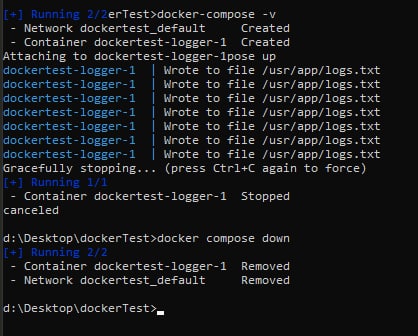 [+] Running 2/2erTest>docker-compose -v
- Network dockertest_default Created
- Container dockertest-logger-1 Created
Attaching to dockertest-logger-1pose up
dockertest-logger-1 | Wrote to file /usr/app/logs.txt
dockertest-logger-1 | Wrote to file /usr/app/logs.txt
dockertest-logger-1 | Wrote to file /usr/app/logs.txt
dockertest-logger-1 | Wrote to file /usr/app/logs.txt
dockertest-logger-1 | Wrote to file /usr/app/logs.txt
dockertest-logger-1 | Wrote to file /usr/app/logs.txt
dockertest-logger-1 | Wrote to file /usr/app/logs.txt
Gracefully stopping... (press Ctrl+C again to force)
[+] Running 1/1
- Container dockertest-logger-1 Stopped
canceled
d:\Desktop\dockerTest>docker compose down
[+] Running 2/2
- Container dockertest-logger-1 Removed
- Network dockertest_default Removed
d:\Desktop\dockerTest>